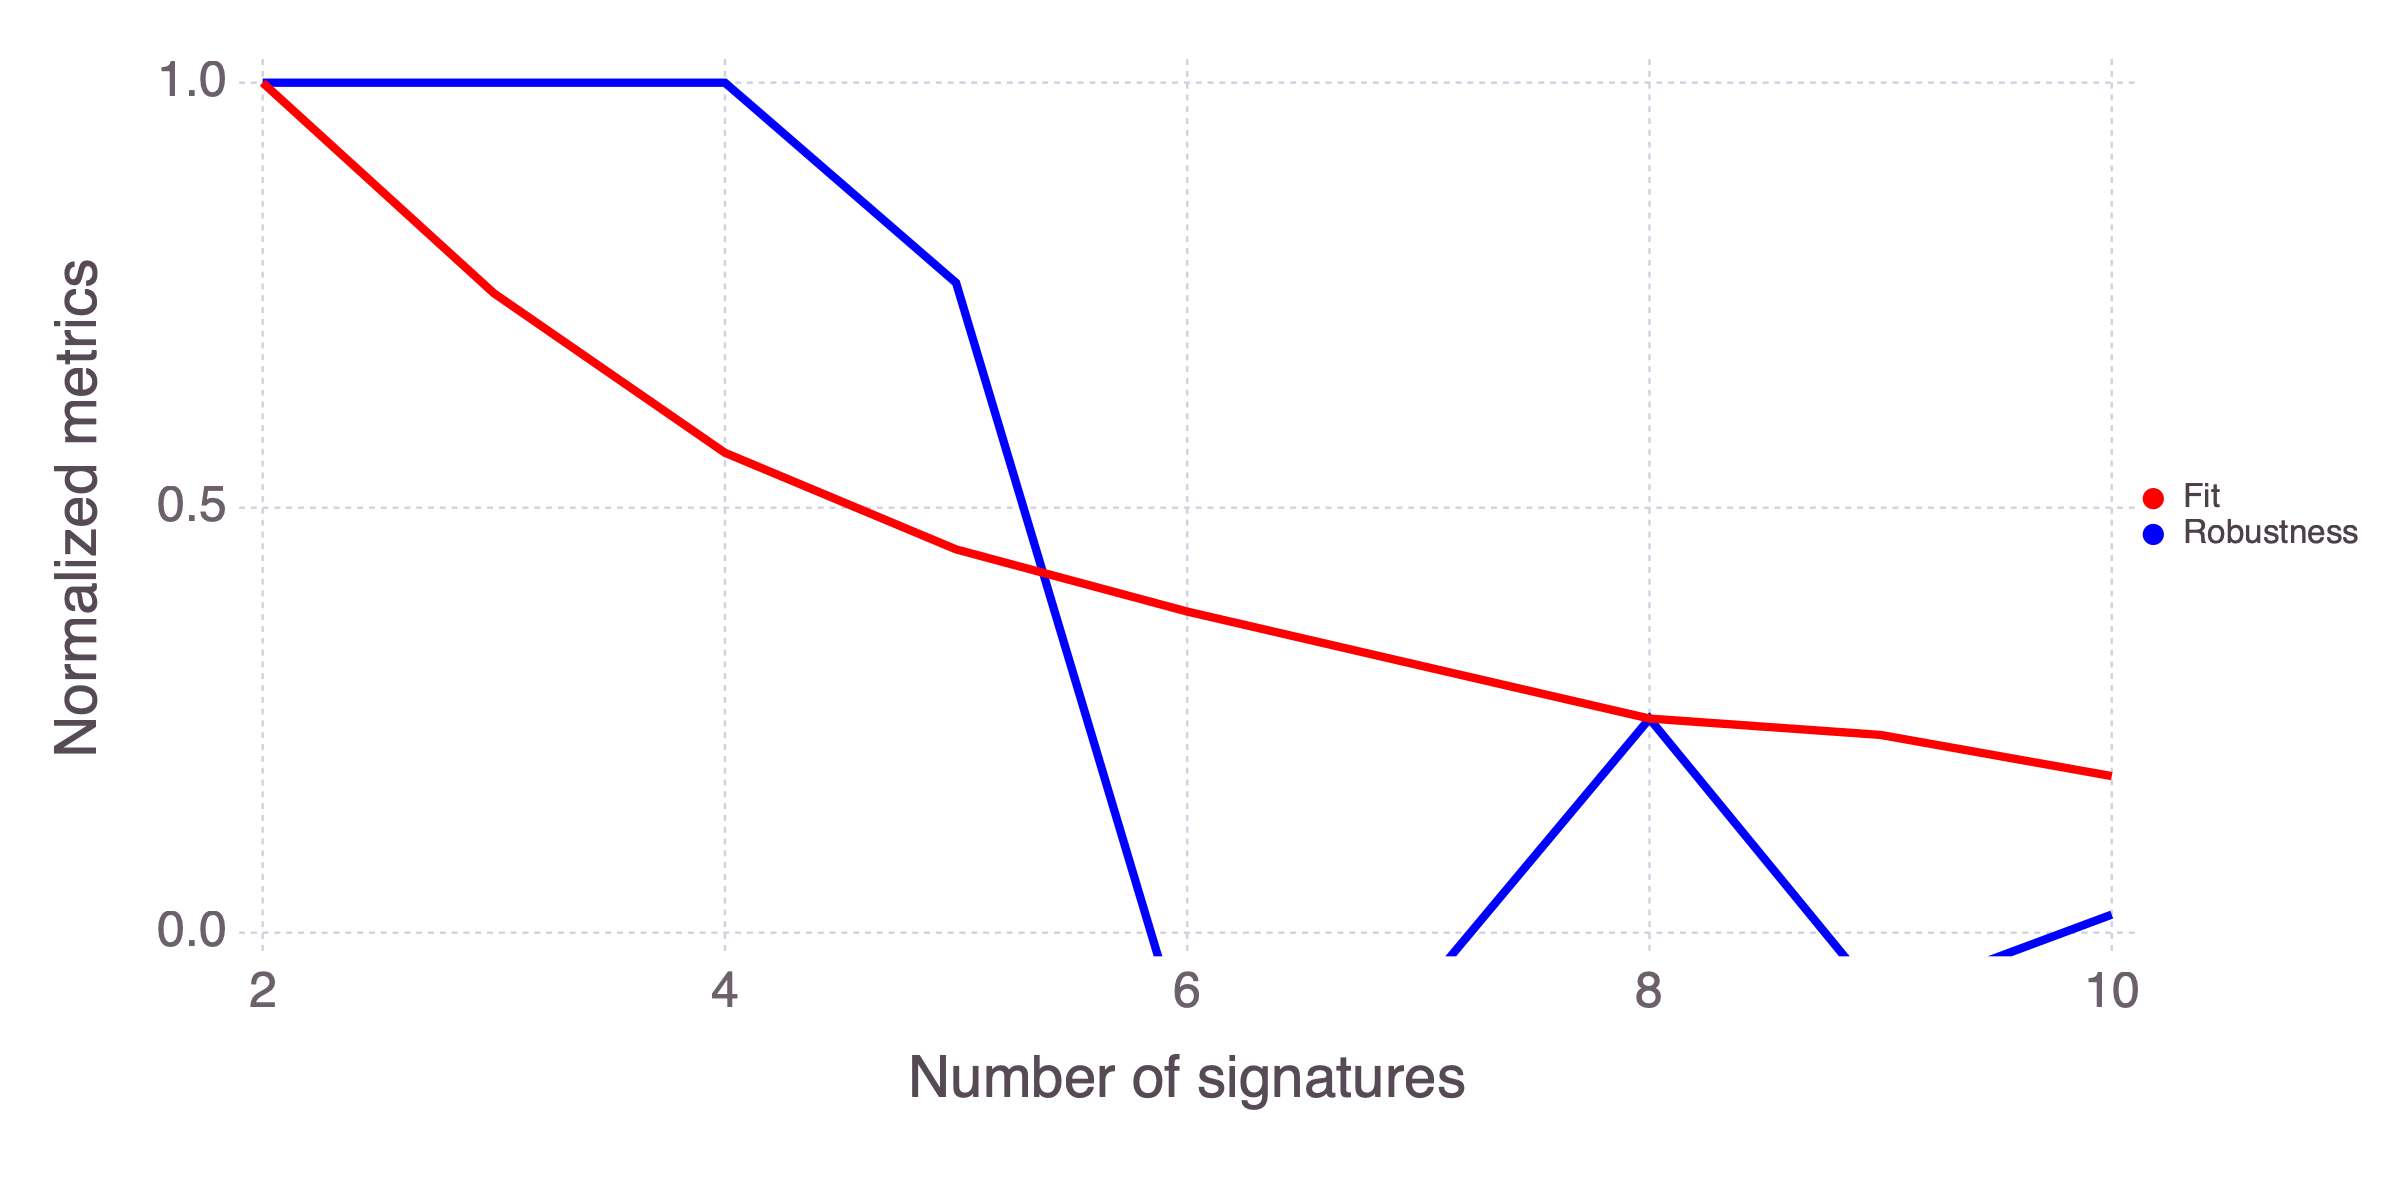 Normalized metrics
1.0
0.5
0.0
2 4 6 8 10
Number of signatures
Fit
Robustness